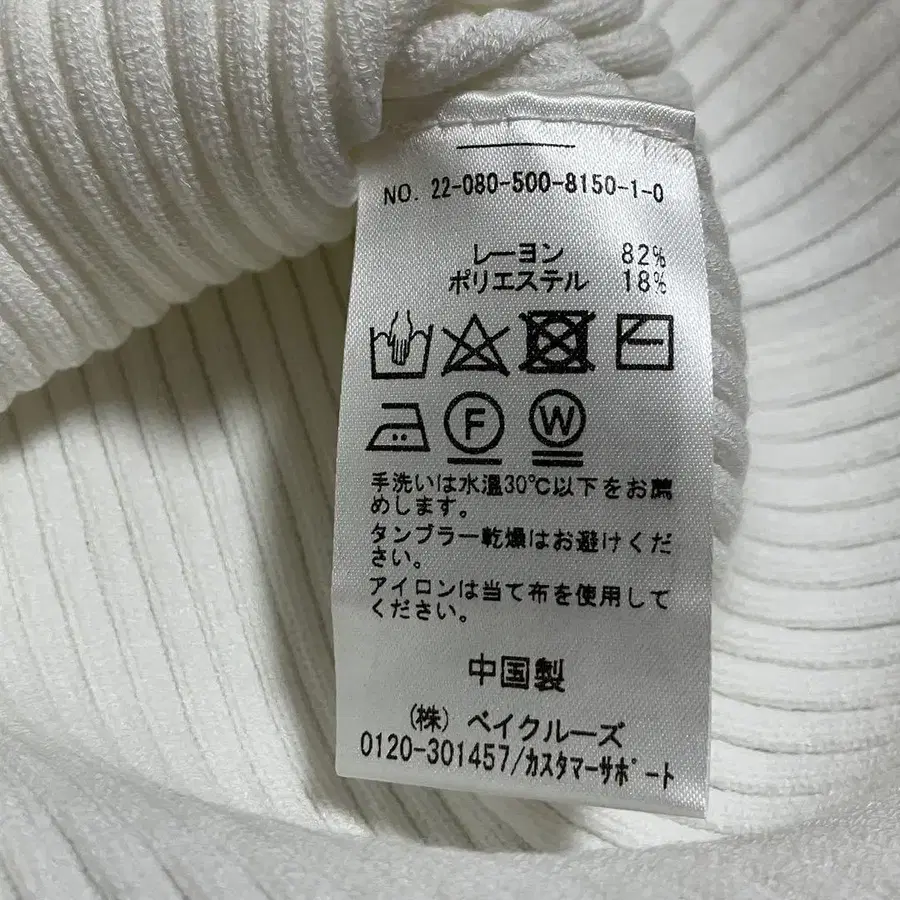 NO. 22-080-500-8150-1-0
レーヨン 82%
ポリエステル 18%
F W
手洗いは水温30℃以下をお薦
めします。
タンブラー乾燥はお避けくだ
さい。
アイロンは当て布を使用して
ください。
中国製
(株) ベイクルーズ
0120-301457/カスタマーサポート